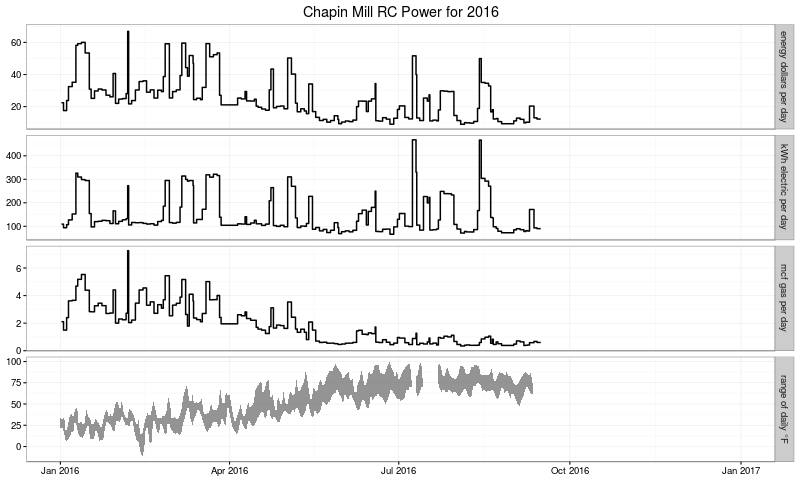 Chapin Mill RC Power for 2016
60
40
20
energy dollars per day
400
300
200
100
kWh electric per day
6
4
2
0
mcf gas per day
100
75
50
25
0
range of daily °F
Jan 2016
Apr 2016
Jul 2016
Oct 2016
Jan 2017